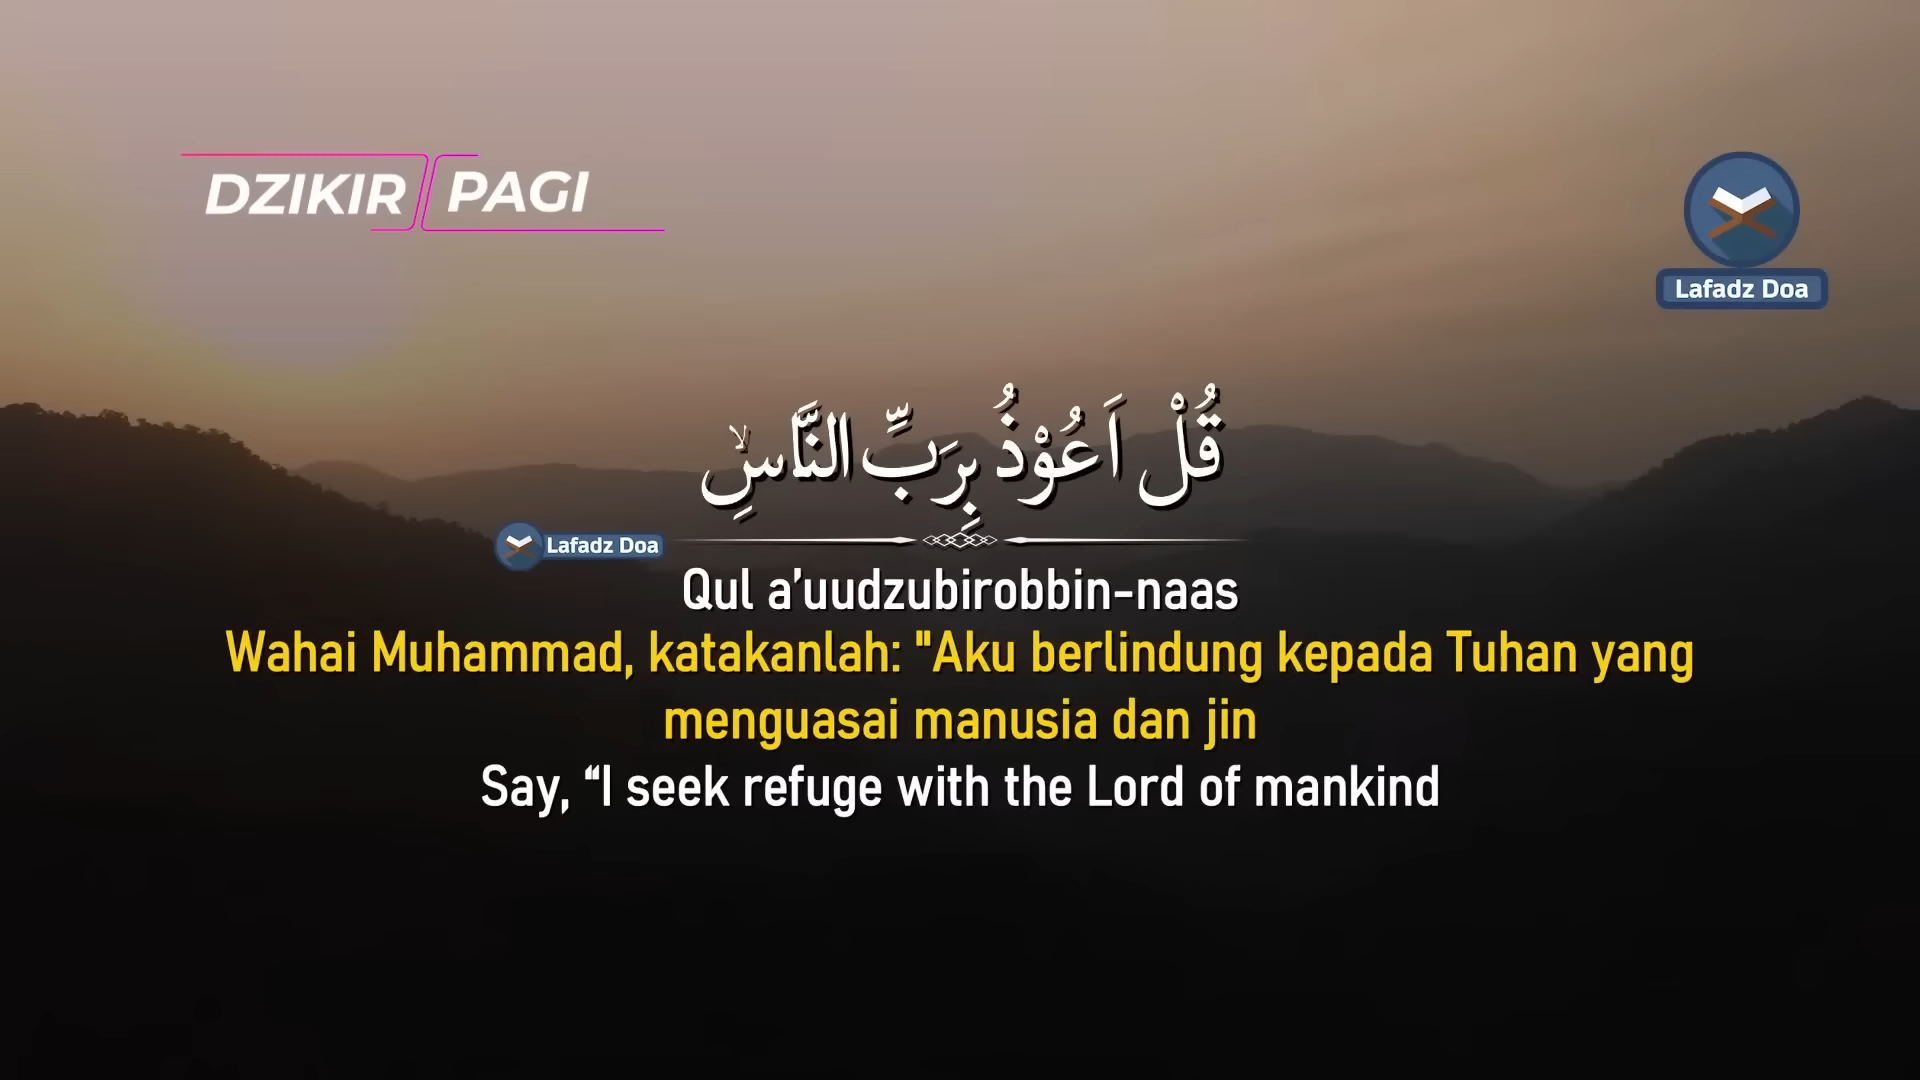 DZIKIR PAGI
Lafadz Doa
قُلْ اَعُوْذُ بِرَبِّ النَّاسِۙ
Lafadz Doa
Qul a’uudzubirobbin-naas
Wahai Muhammad, katakanlah: "Aku berlindung kepada Tuhan yang
menguasai manusia dan jin
Say, “I seek refuge with the Lord of mankind